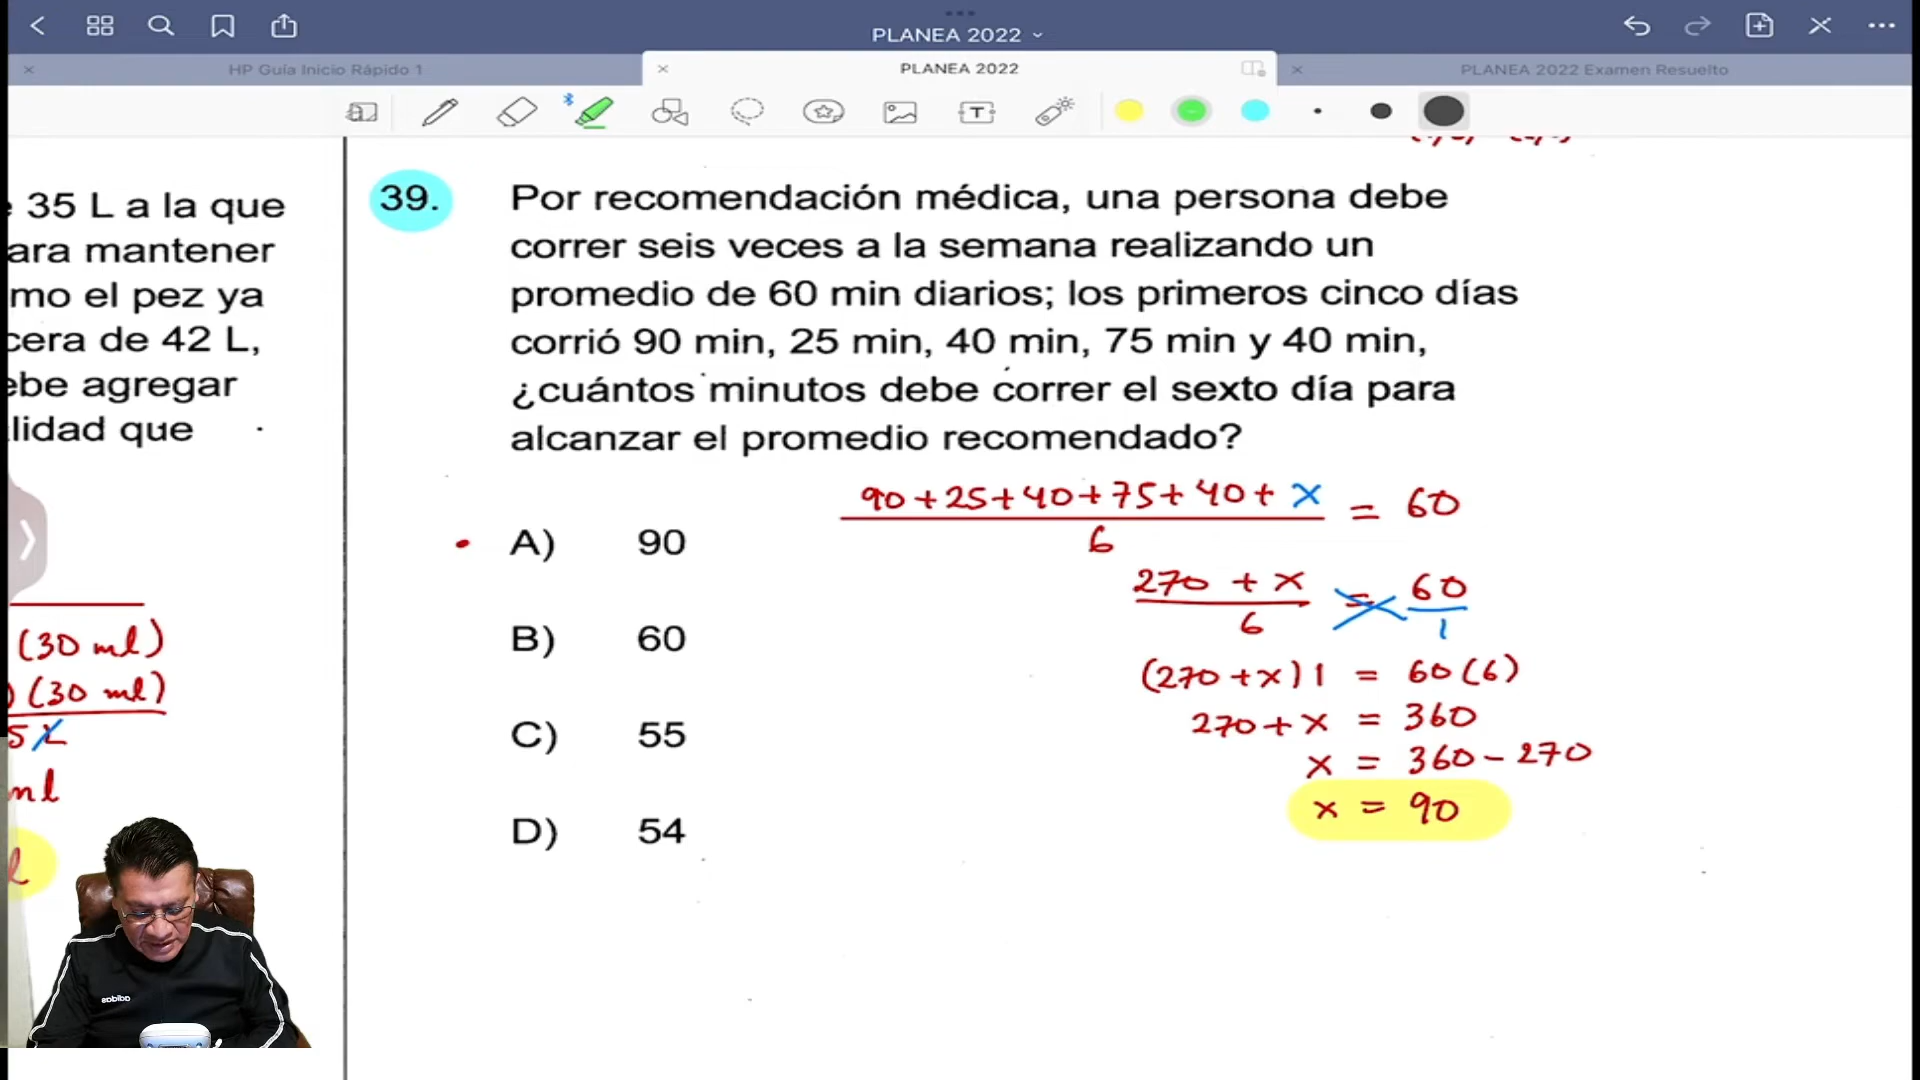 PLANEA 2022
HP Guía Inicio Rápido 1
PLANEA 2022
PLANEA 2022 Examen Resuelto
35 L a la que
ara mantener
mo el pez ya
cera de 42 L,
ebe agregar
lidad que
(30 ml)
) (30 ml)
5 L
ml
l
39. Por recomendación médica, una persona debe
correr seis veces a la semana realizando un
promedio de 60 min diarios; los primeros cinco días
corrió 90 min, 25 min, 40 min, 75 min y 40 min,
¿cuántos minutos debe correr el sexto día para
alcanzar el promedio recomendado?
A) 90
B) 60
C) 55
D) 54
90 + 25 + 40 + 75 + 40 + x = 60
6
270 + x = 60
6 1
(270 + x) 1 = 60 (6)
270 + x = 360
x = 360 - 270
x = 90
adidas